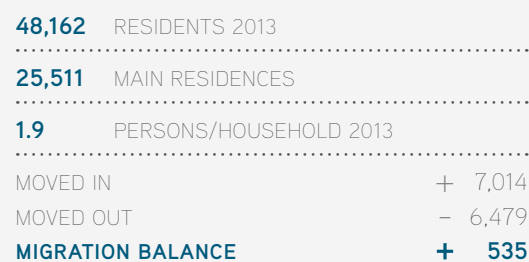 48,162 RESIDENTS 2013
25,511 MAIN RESIDENCES
1.9 PERSONS/HOUSEHOLD 2013
MOVED IN + 7,014
MOVED OUT – 6,479
MIGRATION BALANCE + 535